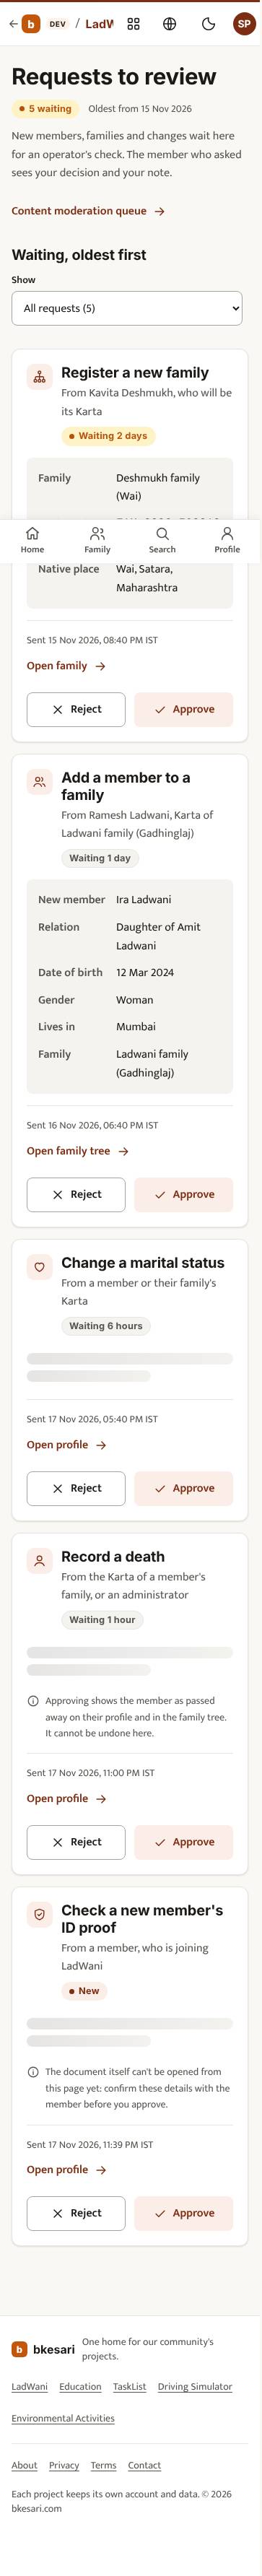 b DEV / LadW SP
Requests to review
5 waiting Oldest from 15 Nov 2026
New members, families and changes wait here
for an operator's check. The member who asked
sees your decision and your note.
Content moderation queue →
Waiting, oldest first
Show
All requests (5)
Register a new family
From Kavita Deshmukh, who will be
its Karta
Waiting 2 days
Family Deshmukh family
(Wai)
Home Family Search Profile
Native place Wai, Satara,
Maharashtra
Sent 15 Nov 2026, 08:40 PM IST
Open family →
Reject Approve
Add a member to a
family
From Ramesh Ladwani, Karta of
Ladwani family (Gadhinglaj)
Waiting 1 day
New member Ira Ladwani
Relation Daughter of Amit
Ladwani
Date of birth 12 Mar 2024
Gender Woman
Lives in Mumbai
Family Ladwani family
(Gadhinglaj)
Sent 16 Nov 2026, 06:40 PM IST
Open family tree →
Reject Approve
Change a marital status
From a member or their family's
Karta
Waiting 6 hours
Sent 17 Nov 2026, 05:40 PM IST
Open profile →
Reject Approve
Record a death
From the Karta of a member's
family, or an administrator
Waiting 1 hour
Approving shows the member as passed
away on their profile and in the family tree.
It cannot be undone here.
Sent 17 Nov 2026, 11:00 PM IST
Open profile →
Reject Approve
Check a new member's
ID proof
From a member, who is joining
LadWani
New
The document itself can't be opened from
this page yet: confirm these details with the
member before you approve.
Sent 17 Nov 2026, 11:39 PM IST
Open profile →
Reject Approve
b bkesari One home for our community's
projects.
LadWani Education TaskList Driving Simulator
Environmental Activities
About Privacy Terms Contact
Each project keeps its own account and data. © 2026
bkesari.com